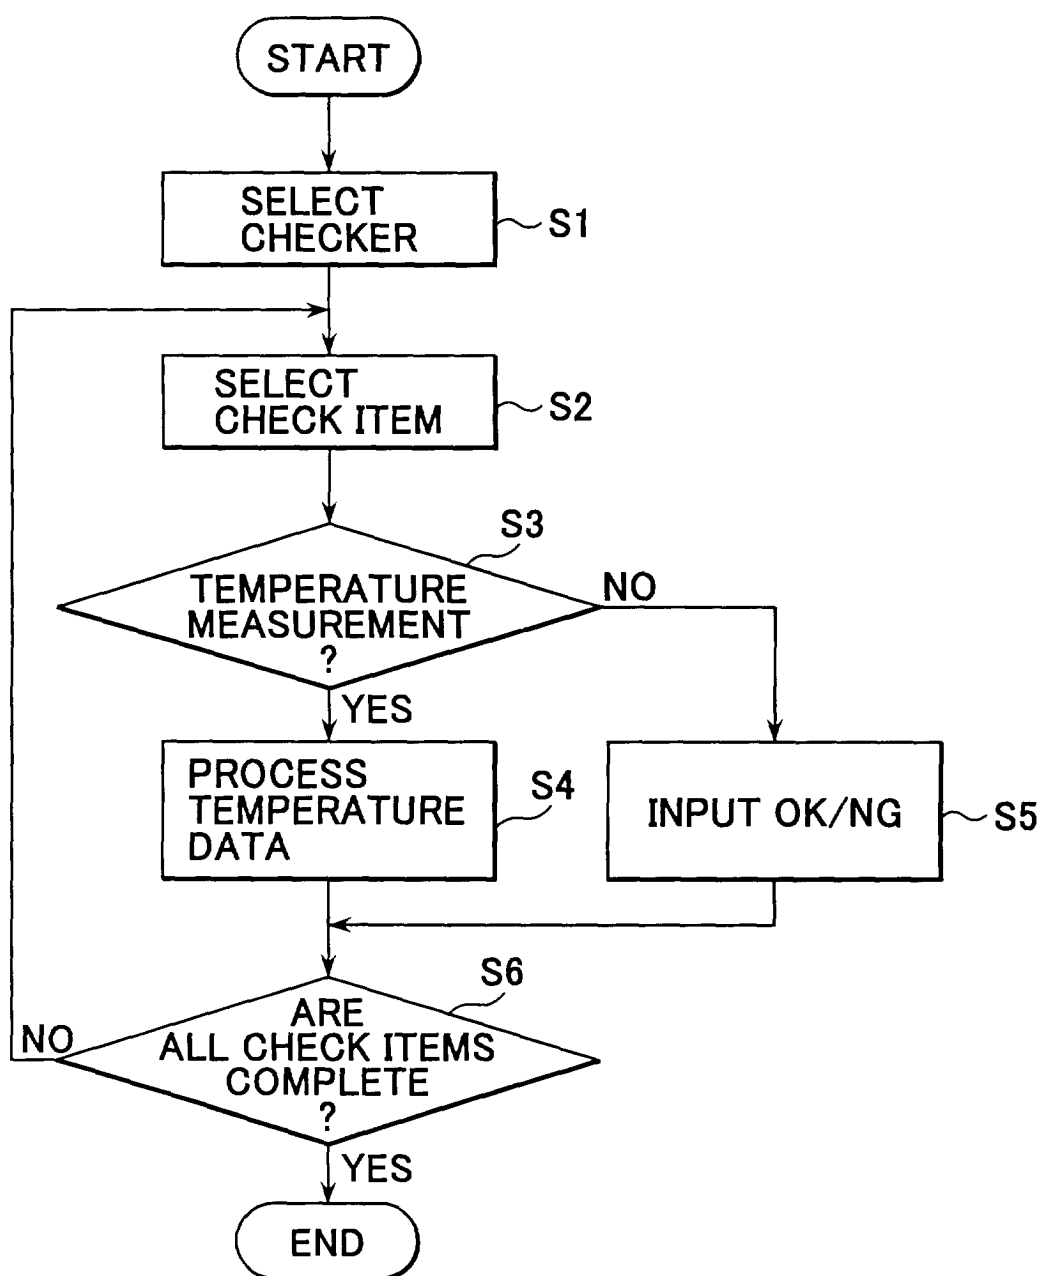 START
SELECT
CHECKER
S1
SELECT
CHECK ITEM
S2
S3
TEMPERATURE
MEASUREMENT
?
NO
YES
PROCESS
TEMPERATURE
DATA
S4
INPUT OK/NG
S5
S6
ARE
ALL CHECK ITEMS
COMPLETE
?
NO
YES
END